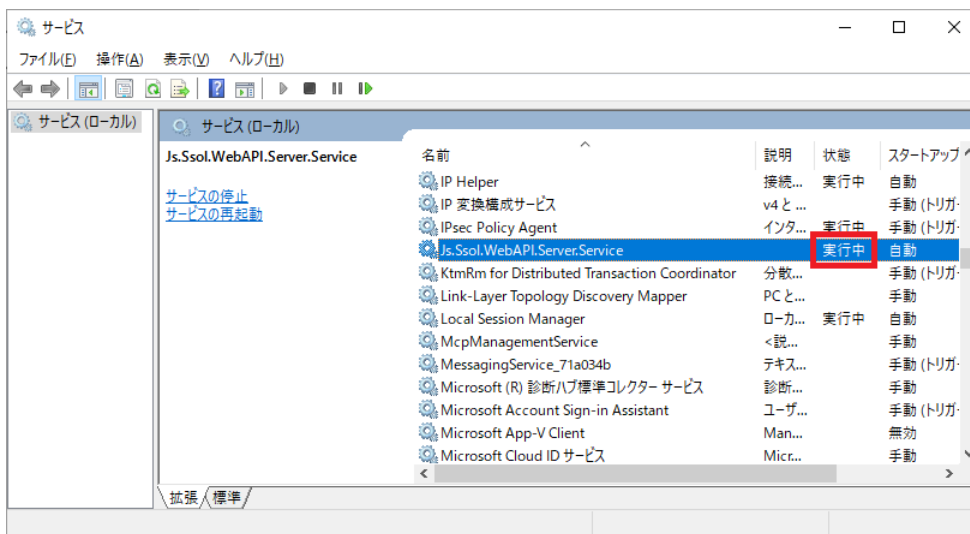 サービス
ファイル(F) 操作(A) 表示(V) ヘルプ(H)
サービス (ローカル)
サービス (ローカル)
Js.Ssol.WebAPI.Server.Service
サービスの停止
サービスの再起動
名前 説明 状態 スタートアップ
IP Helper 接続... 実行中 自動
IP 変換構成サービス v4 と ... 手動 (トリガー
IPsec Policy Agent インタ... 実行中 手動 (トリガー
Js.Ssol.WebAPI.Server.Service 実行中 自動
KtmRm for Distributed Transaction Coordinator 分散... 手動 (トリガー
Link-Layer Topology Discovery Mapper PC と... 手動
Local Session Manager ローカ... 実行中 自動
McpManagementService <説... 手動
MessagingService_71a034b テキス... 手動 (トリガー
Microsoft (R) 診断ハブ標準コレクター サービス 診断... 手動
Microsoft Account Sign-in Assistant ユーザ... 手動 (トリガー
Microsoft App-V Client Man... 無効
Microsoft Cloud ID サービス Micr... 手動
拡張 標準